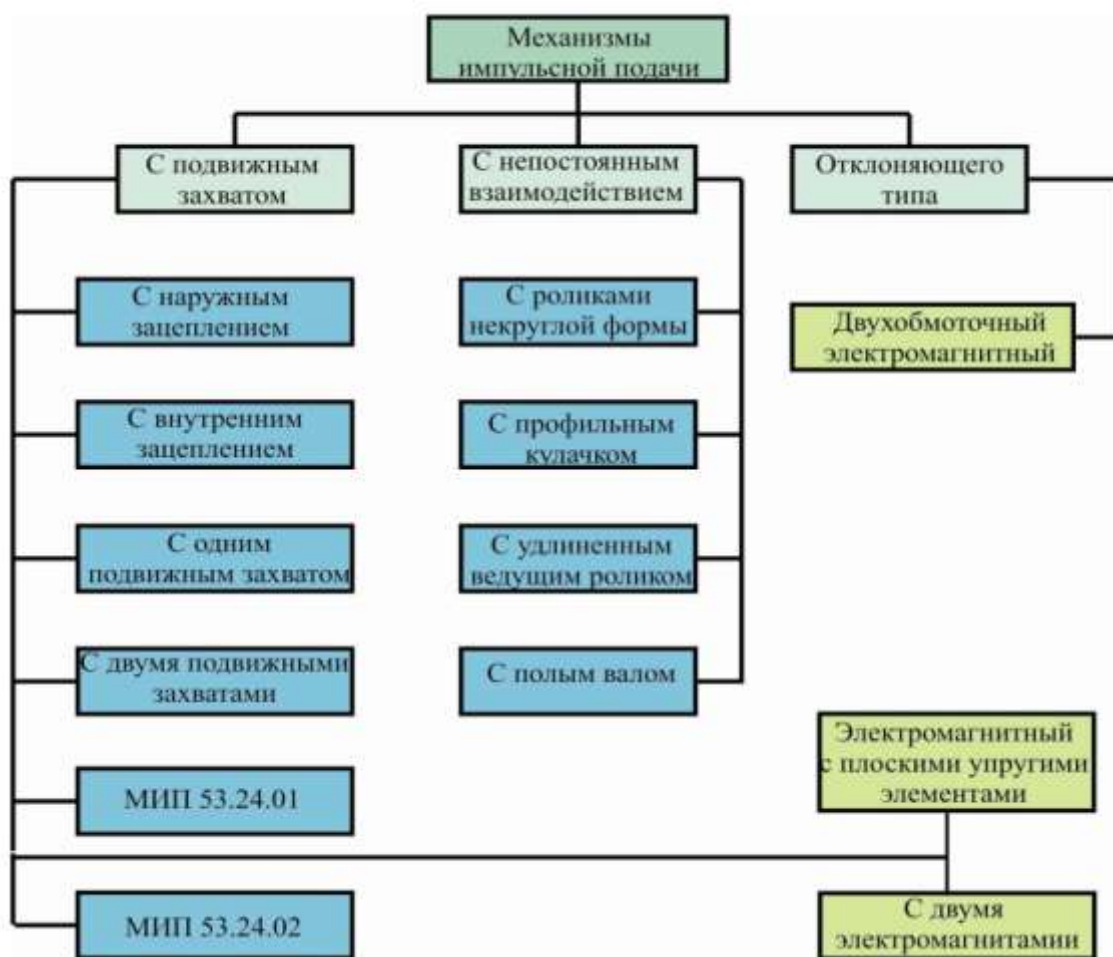 Механизмы
импульсной подачи
С подвижным
захватом
С непостоянным
взаимодействием
Отклоняющего
типа
С наружным
зацеплением
С роликами
некруглой формы
Двухобмоточный
электромагнитный
С внутренним
зацеплением
С профильным
кулачком
С одним
подвижным захватом
С удлиненным
ведущим роликом
С двумя подвижными
захватами
С полым валом
Электромагнитный
с плоскими упругими
элементами
МИП 53.24.01
МИП 53.24.02
С двумя
электромагнитамии